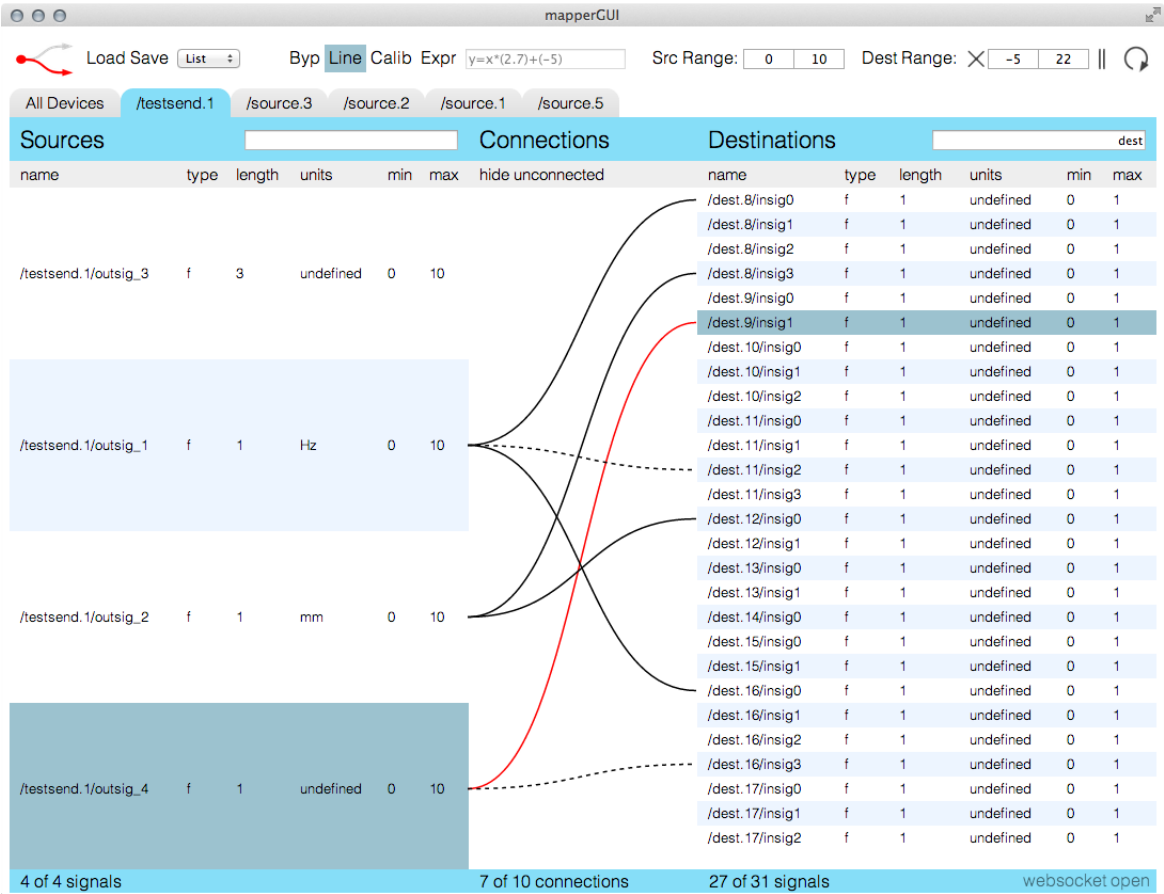 mapperGUI
Load Save List Byp Line Calib Expr y=x*(2.7)+(-5) Src Range: 0 10 Dest Range: -5 22
All Devices /testsend.1 /source.3 /source.2 /source.1 /source.5
Sources Connections Destinations dest
name type length units min max hide unconnected name type length units min max
/dest.8/insig0 f 1 undefined 0 1
/dest.8/insig1 f 1 undefined 0 1
/dest.8/insig2 f 1 undefined 0 1
/testsend.1/outsig_3 f 3 undefined 0 10 /dest.8/insig3 f 1 undefined 0 1
/dest.9/insig0 f 1 undefined 0 1
/dest.9/insig1 f 1 undefined 0 1
/dest.10/insig0 f 1 undefined 0 1
/dest.10/insig1 f 1 undefined 0 1
/dest.10/insig2 f 1 undefined 0 1
/dest.11/insig0 f 1 undefined 0 1
/testsend.1/outsig_1 f 1 Hz 0 10 /dest.11/insig1 f 1 undefined 0 1
/dest.11/insig2 f 1 undefined 0 1
/dest.11/insig3 f 1 undefined 0 1
/dest.12/insig0 f 1 undefined 0 1
/dest.12/insig1 f 1 undefined 0 1
/dest.13/insig0 f 1 undefined 0 1
/dest.13/insig1 f 1 undefined 0 1
/testsend.1/outsig_2 f 1 mm 0 10 /dest.14/insig0 f 1 undefined 0 1
/dest.15/insig0 f 1 undefined 0 1
/dest.15/insig1 f 1 undefined 0 1
/dest.16/insig0 f 1 undefined 0 1
/dest.16/insig1 f 1 undefined 0 1
/dest.16/insig2 f 1 undefined 0 1
/dest.16/insig3 f 1 undefined 0 1
/testsend.1/outsig_4 f 1 undefined 0 10 /dest.17/insig0 f 1 undefined 0 1
/dest.17/insig1 f 1 undefined 0 1
/dest.17/insig2 f 1 undefined 0 1
4 of 4 signals 7 of 10 connections 27 of 31 signals websocket open